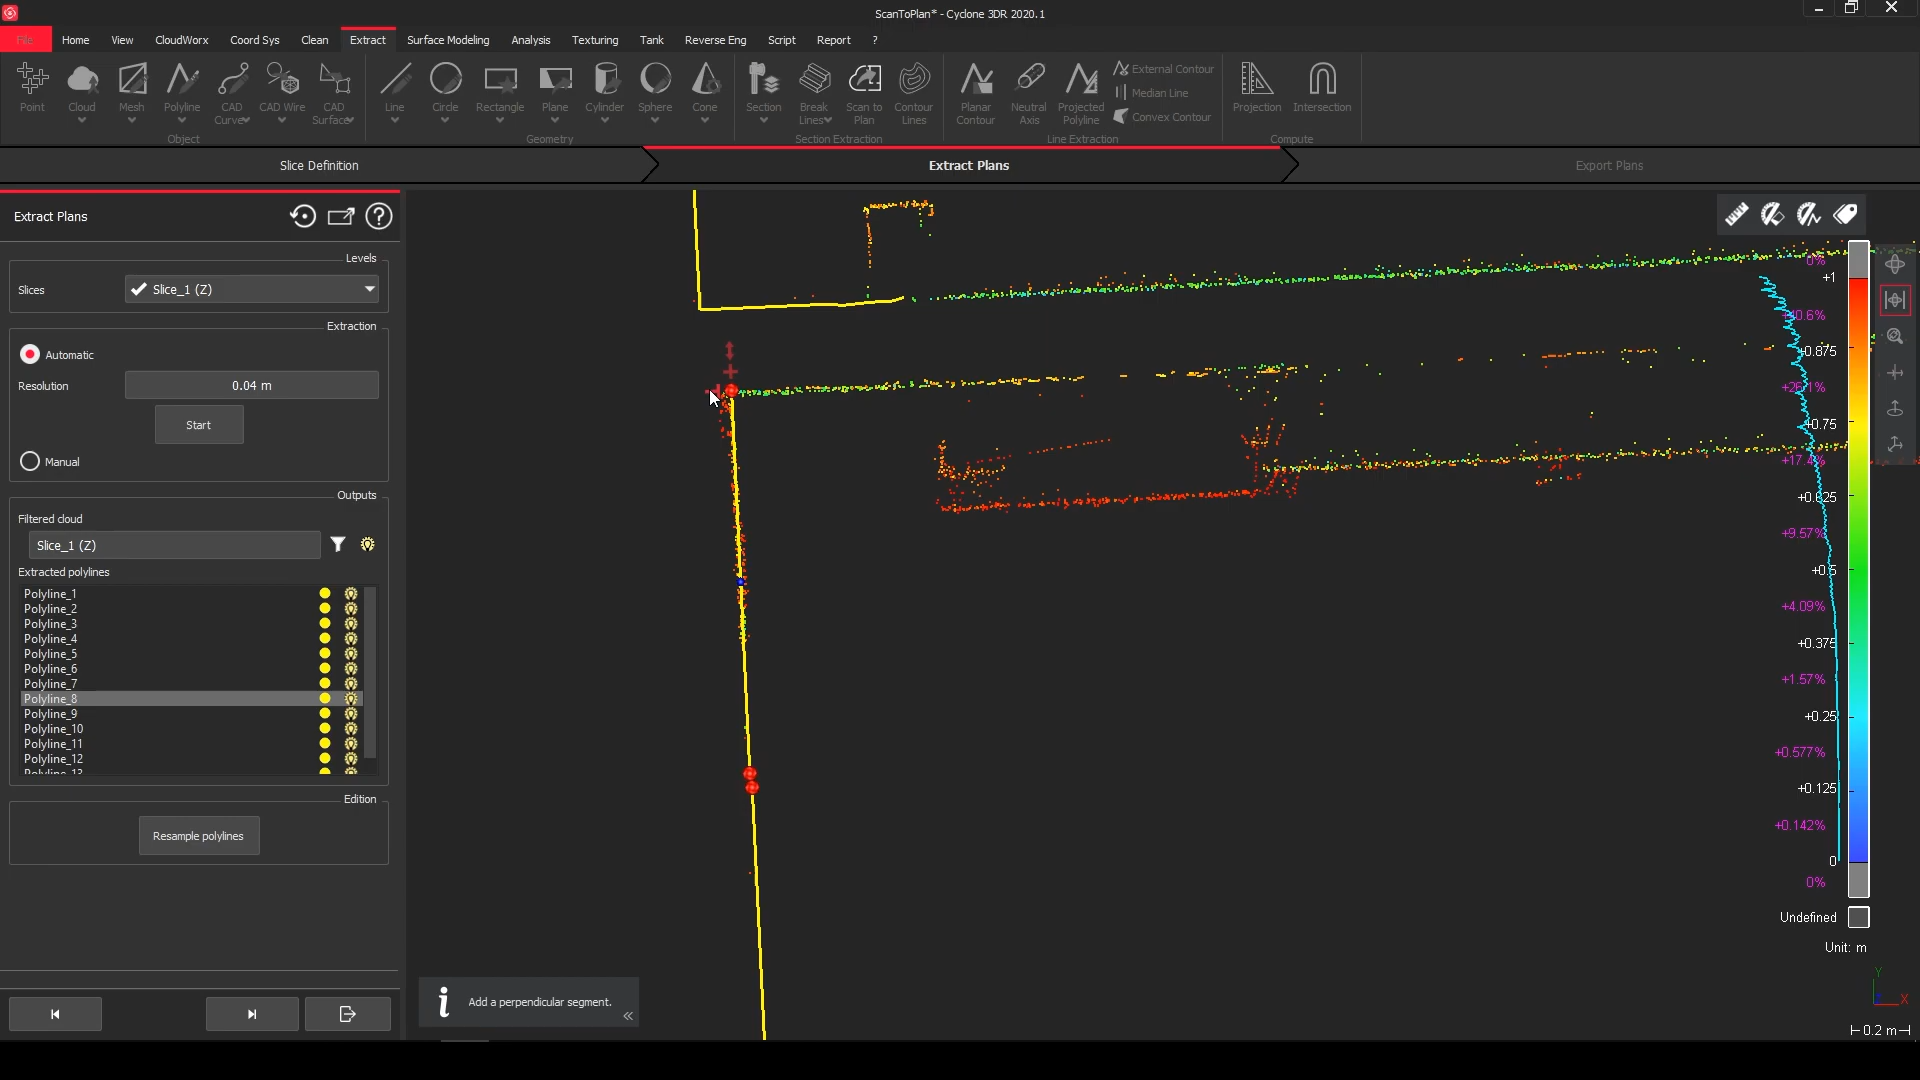 ScanToPlan* - Cyclone 3DR 2020.1
File Home View CloudWorx Coord Sys Clean Extract Surface Modeling Analysis Texturing Tank Reverse Eng Script Report ?
Point Cloud Mesh Polyline CAD Curve CAD Wire CAD Surface
Object
Line Circle Rectangle Plane Cylinder Sphere Cone
Geometry
Section Break Lines Scan to Plan Contour Lines
Section Extraction
Planar Contour Neutral Axis Projected Polyline
External Contour
Median Line
Convex Contour
Line Extraction
Projection Intersection
Compute
Slice Definition Extract Plans Export Plans
Extract Plans
Levels
Slices Slice_1 (Z)
Extraction
Automatic
Resolution 0.04 m
Start
Manual
Outputs
Filtered cloud
Slice_1 (Z)
Extracted polylines
Polyline_1
Polyline_2
Polyline_3
Polyline_4
Polyline_5
Polyline_6
Polyline_7
Polyline_8
Polyline_9
Polyline_10
Polyline_11
Polyline_12
Polyline_13
Edition
Resample polylines
Add a perpendicular segment.
0%
+1
+40.6%
+0.875
+26.1%
+0.75
+17.4%
+0.625
+9.57%
+0.5
+4.09%
+0.375
+1.57%
+0.25
+0.577%
+0.125
+0.142%
0
0%
Undefined
Unit: m
Y
X
0.2 m